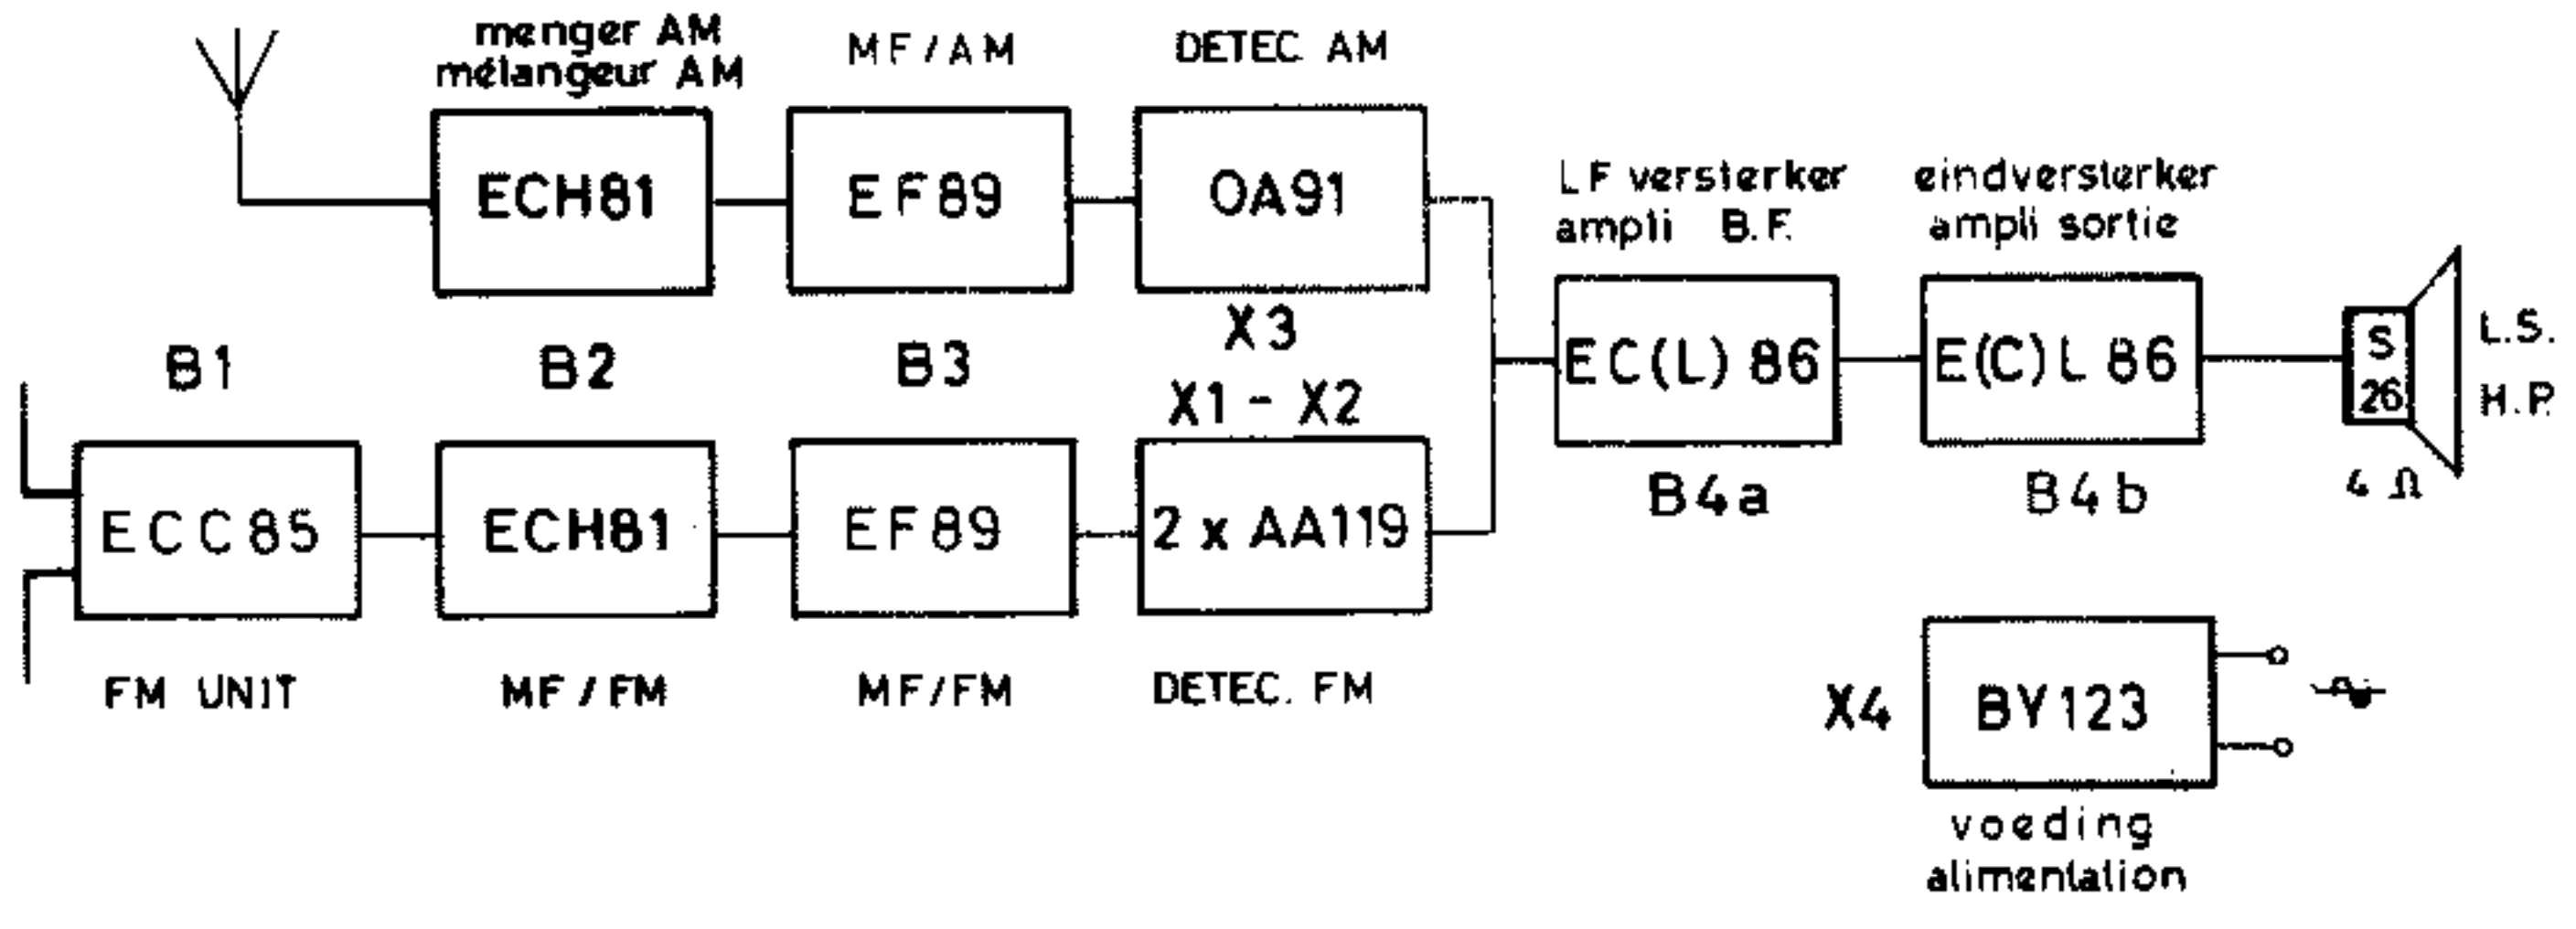 menger AM
mélangeur AM
MF/AM
DETEC AM
ECH81
EF89
OA91
LF versterker
ampli B.F.
eindversterker
ampli sortie
B1
B2
B3
X3
X1 - X2
EC(L)86
E(C)L86
S
26
L.S.
H.P.
ECC85
ECH81
EF89
2 x AA119
B4a
B4b
4 Ω
FM UNIT
MF/FM
MF/FM
DETEC. FM
X4
BY123
voeding
alimentation